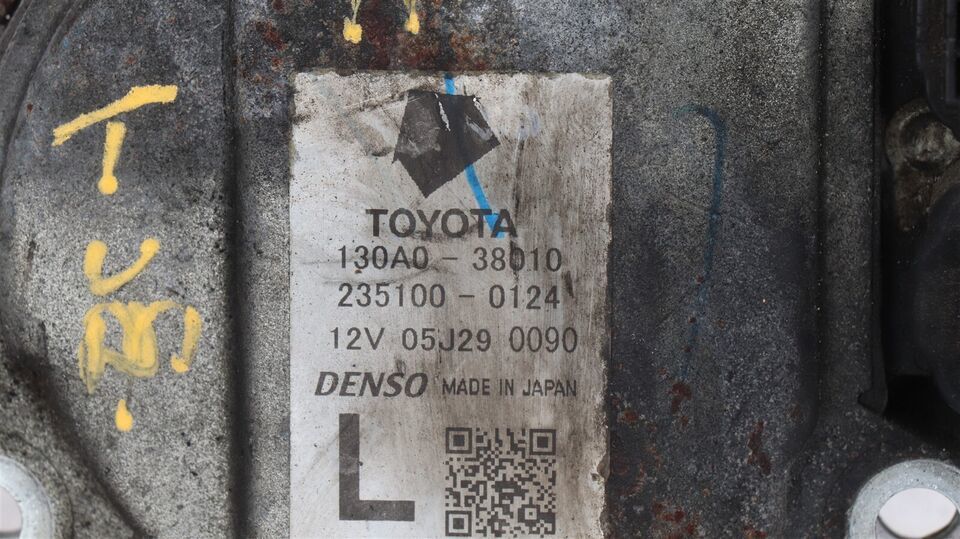 TOYOTA
130A0-38010
235100-0124
12V 05J29 0090
DENSO MADE IN JAPAN
L